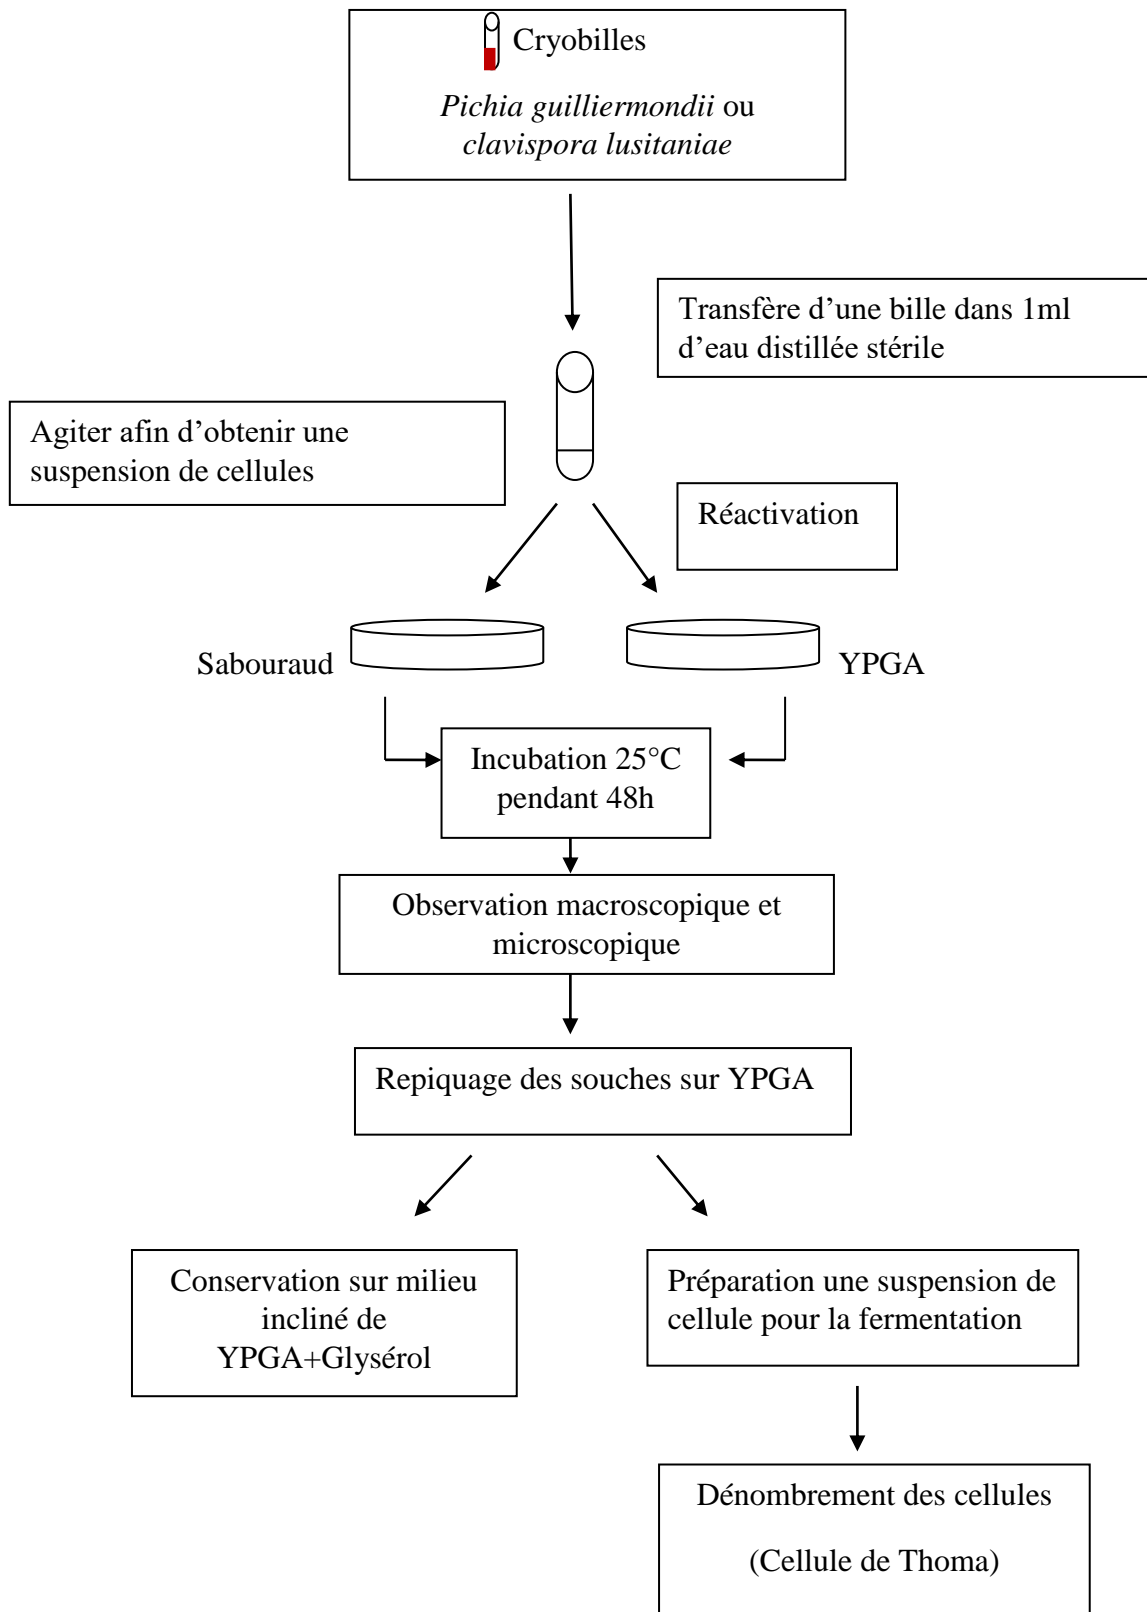 Cryobilles
Pichia guilliermondii ou
clavispora lusitaniae
Transfère d’une bille dans 1ml
d’eau distillée stérile
Agiter afin d’obtenir une
suspension de cellules
Réactivation
Sabouraud
YPGA
Incubation 25°C
pendant 48h
Observation macroscopique et
microscopique
Repiquage des souches sur YPGA
Conservation sur milieu
incliné de
YPGA+Glysérol
Préparation une suspension de
cellule pour la fermentation
Dénombrement des cellules
(Cellule de Thoma)